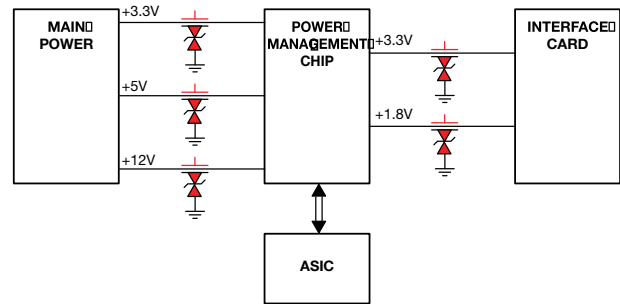 MAIN
POWER
+3.3V
+5V
+12V
POWER
MANAGEMENT
CHIP
+3.3V
+1.8V
INTERFACE
CARD
ASIC